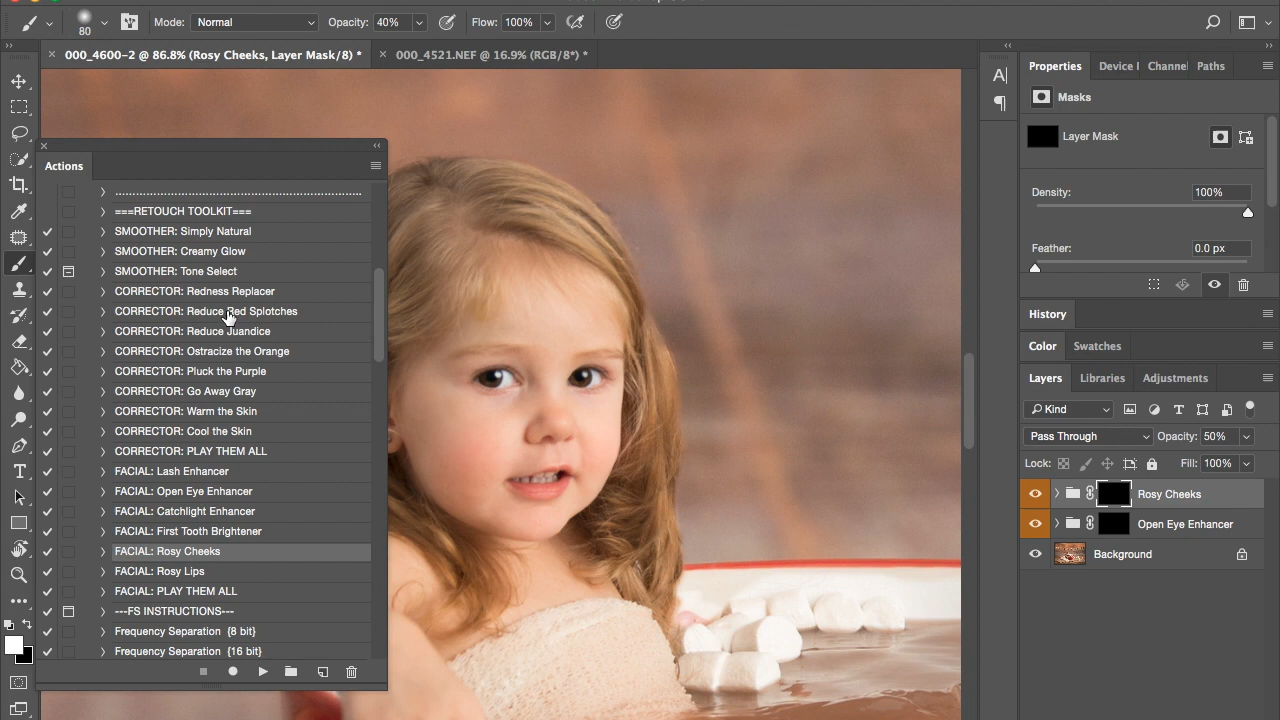 80
Mode:
Normal
Opacity:
40%
Flow:
100%
000_4600-2 @ 86.8% (Rosy Cheeks, Layer Mask/8) *
000_4521.NEF @ 16.9% (RGB/8*) *
Actions
===RETOUCH TOOLKIT===
SMOOTHER: Simply Natural
SMOOTHER: Creamy Glow
SMOOTHER: Tone Select
CORRECTOR: Redness Replacer
CORRECTOR: Reduce Red Splotches
CORRECTOR: Reduce Juandice
CORRECTOR: Ostracize the Orange
CORRECTOR: Pluck the Purple
CORRECTOR: Go Away Gray
CORRECTOR: Warm the Skin
CORRECTOR: Cool the Skin
CORRECTOR: PLAY THEM ALL
FACIAL: Lash Enhancer
FACIAL: Open Eye Enhancer
FACIAL: Catchlight Enhancer
FACIAL: First Tooth Brightener
FACIAL: Rosy Cheeks
FACIAL: Rosy Lips
FACIAL: PLAY THEM ALL
---FS INSTRUCTIONS---
Frequency Separation {8 bit}
Frequency Separation {16 bit}
Properties
Device
Channel
Paths
Masks
Layer Mask
Density:
100%
Feather:
0.0 px
History
Color
Swatches
Layers
Libraries
Adjustments
Kind
Pass Through
Opacity:
50%
Lock:
Fill:
100%
Rosy Cheeks
Open Eye Enhancer
Background